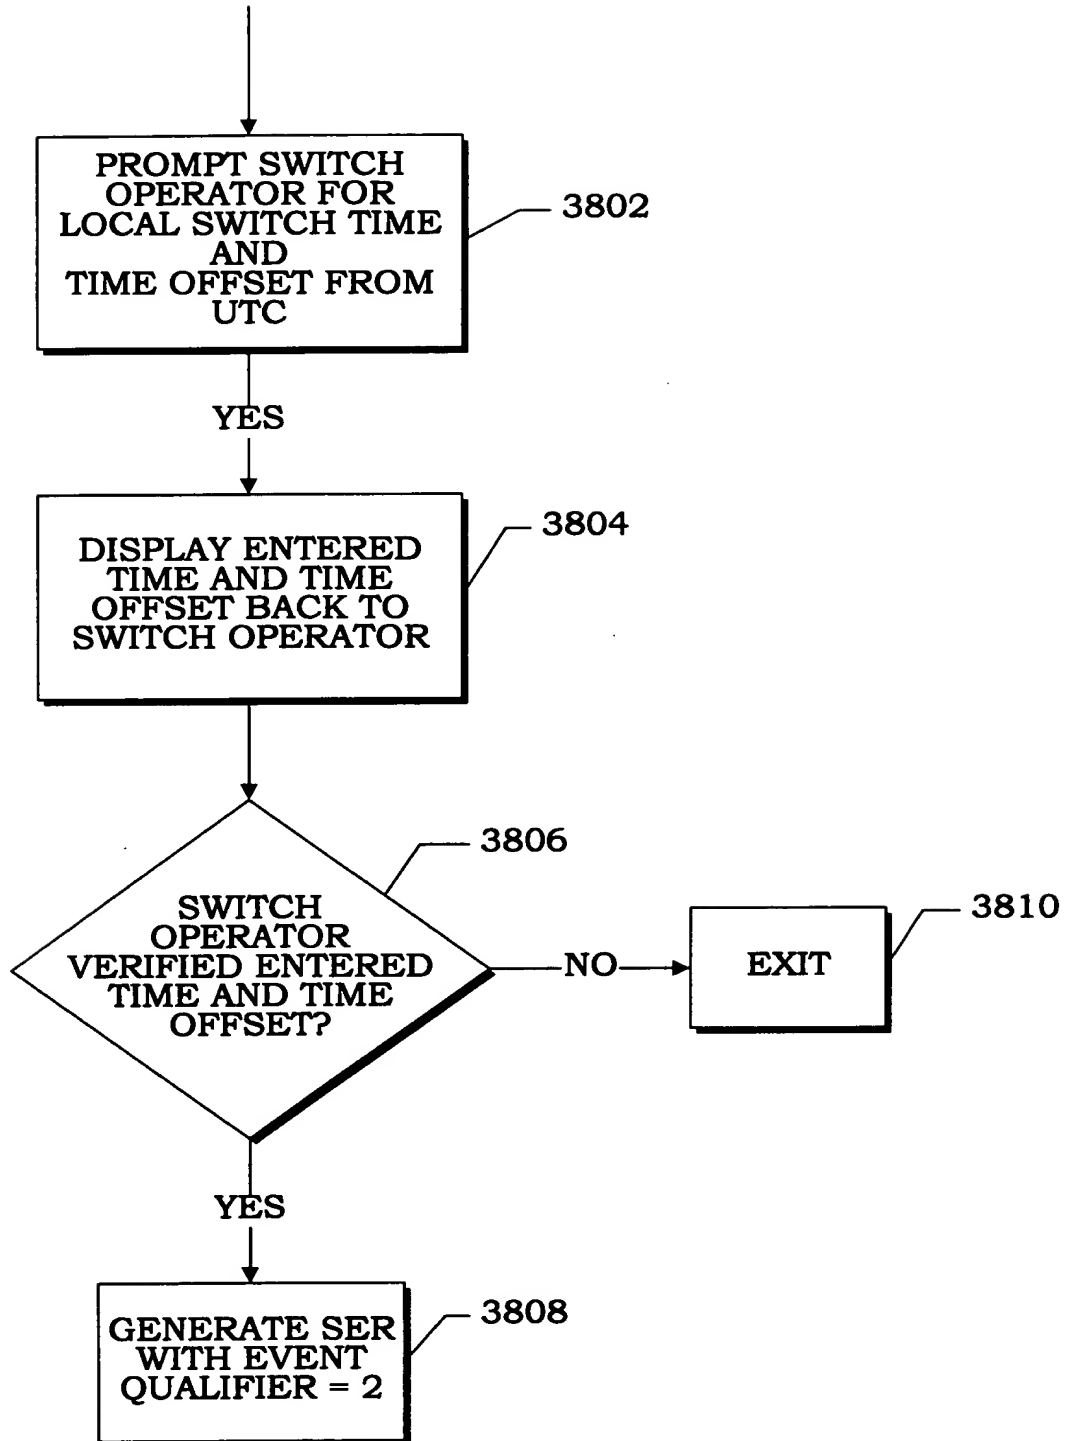 PROMPT SWITCH
OPERATOR FOR
LOCAL SWITCH TIME
AND
TIME OFFSET FROM
UTC
3802
YES
DISPLAY ENTERED
TIME AND TIME
OFFSET BACK TO
SWITCH OPERATOR
3804
SWITCH
OPERATOR
VERIFIED ENTERED
TIME AND TIME
OFFSET?
3806
NO
EXIT
3810
YES
GENERATE SER
WITH EVENT
QUALIFIER = 2
3808